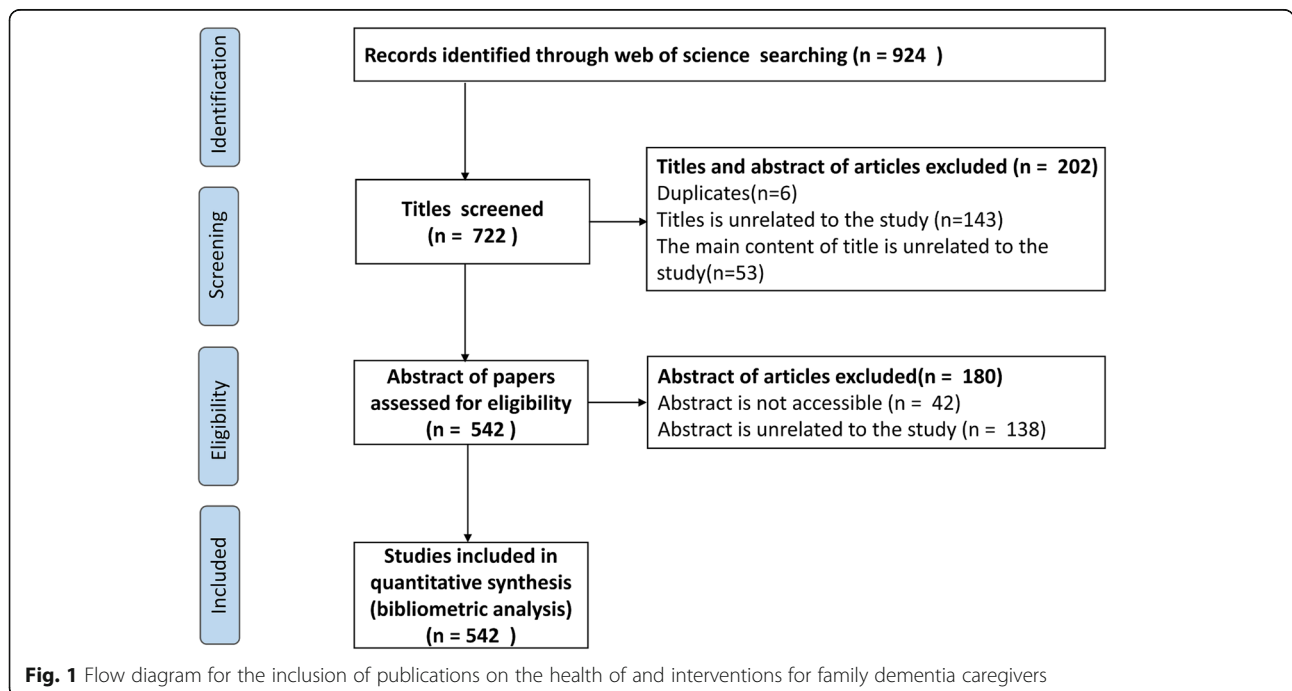 Identification
Records identified through web of science searching (n = 924 )
Screening
Titles screened
(n = 722 )
Titles and abstract of articles excluded (n = 202)
Duplicates(n=6)
Titles is unrelated to the study (n=143)
The main content of title is unrelated to the
study(n=53)
Eligibility
Abstract of papers
assessed for eligibility
(n = 542 )
Abstract of articles excluded(n = 180)
Abstract is not accessible (n = 42)
Abstract is unrelated to the study (n = 138)
Included
Studies included in
quantitative synthesis
(bibliometric analysis)
(n = 542 )
Fig. 1 Flow diagram for the inclusion of publications on the health of and interventions for family dementia caregivers